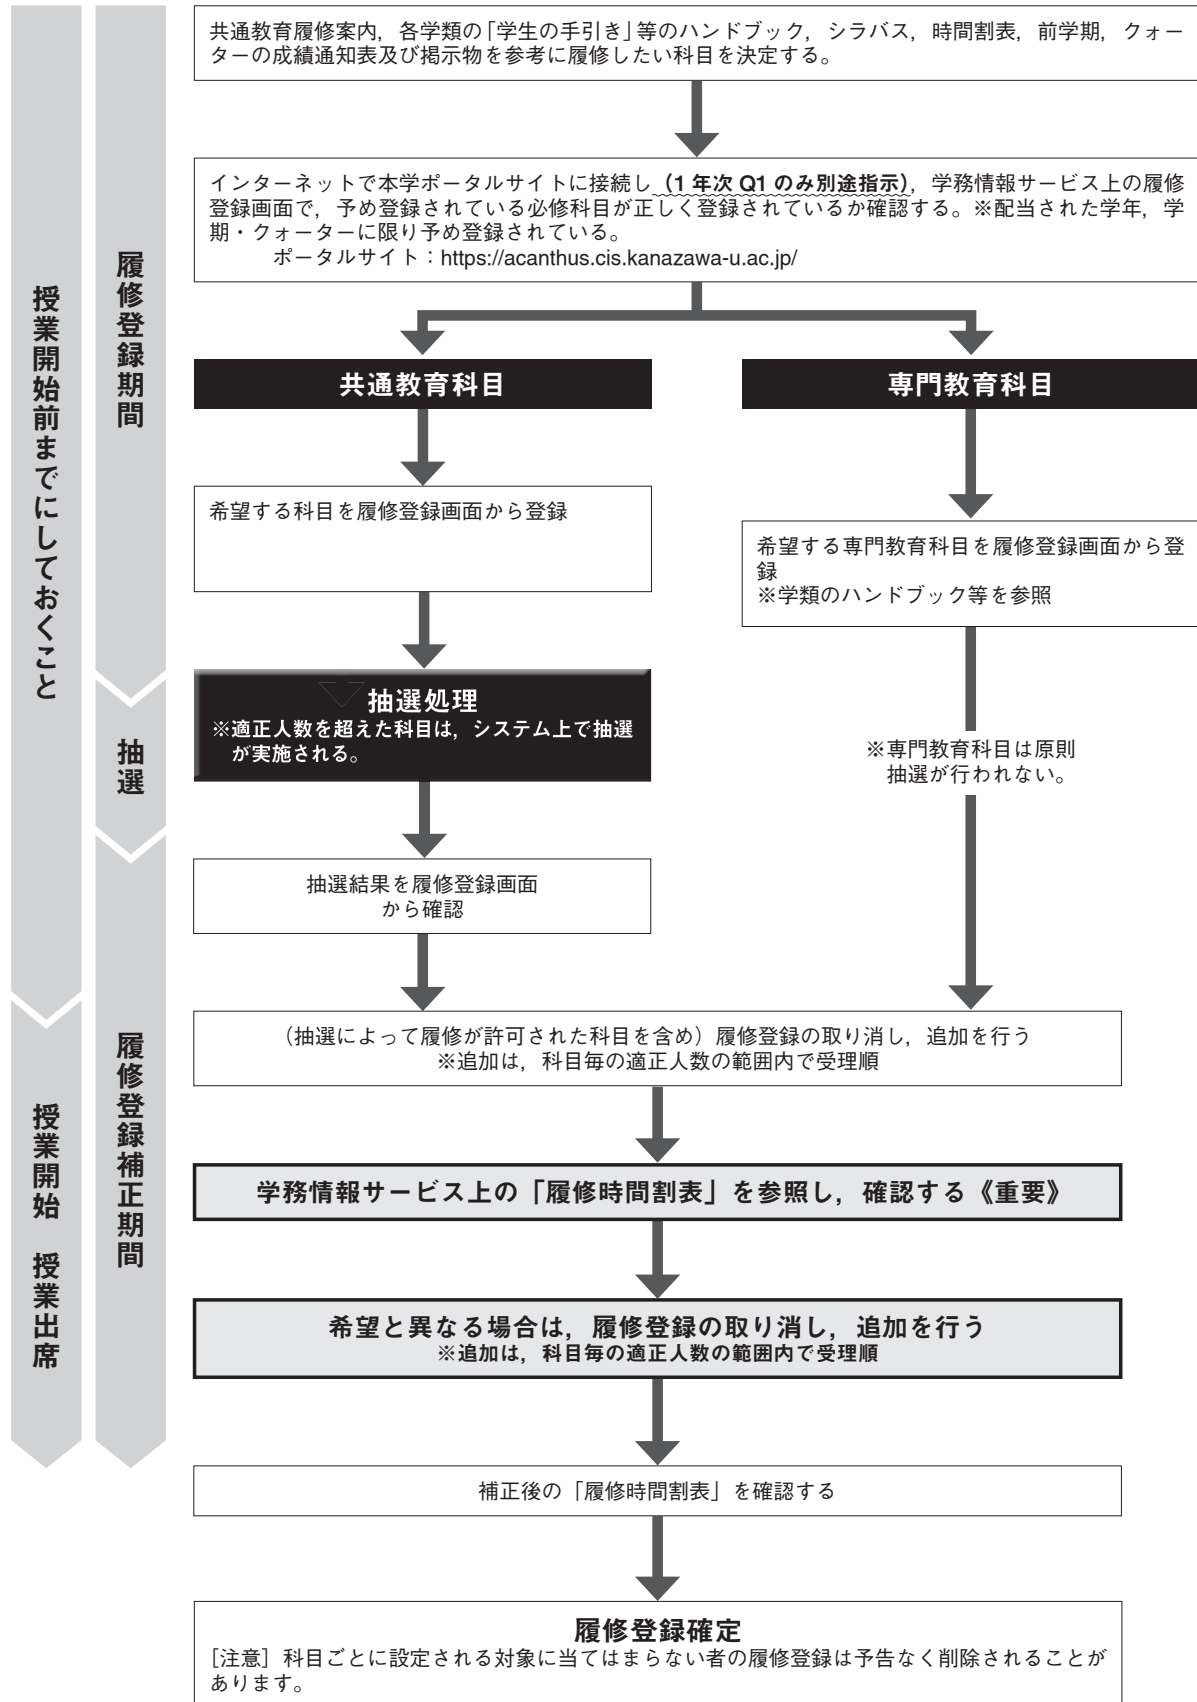 共通教育履修案内，各学類の「学生の手引き」等のハンドブック，シラバス，時間割表，前学期，クォー
ターの成績通知表及び掲示物を参考に履修したい科目を決定する。
インターネットで本学ポータルサイトに接続し（1 年次 Q1 のみ別途指示），学務情報サービス上の履修
登録画面で，予め登録されている必修科目が正しく登録されているか確認する。※配当された学年，学
期・クォーターに限り予め登録されている。
ポータルサイト：https://acanthus.cis.kanazawa-u.ac.jp/
授業開始前までにしておくこと
履修登録期間
共通教育科目
専門教育科目
希望する科目を履修登録画面から登録
希望する専門教育科目を履修登録画面から登
録
※学類のハンドブック等を参照
抽選
抽選処理
※適正人数を超えた科目は，システム上で抽選
が実施される。
※専門教育科目は原則
抽選が行われない。
抽選結果を履修登録画面
から確認
授業開始　授業出席
履修登録補正期間
（抽選によって履修が許可された科目を含め）履修登録の取り消し，追加を行う
※追加は，科目毎の適正人数の範囲内で受理順
学務情報サービス上の「履修時間割表」を参照し，確認する《重要》
希望と異なる場合は，履修登録の取り消し，追加を行う
※追加は，科目毎の適正人数の範囲内で受理順
補正後の「履修時間割表」を確認する
履修登録確定
［注意］科目ごとに設定される対象に当てはまらない者の履修登録は予告なく削除されることが
あります。